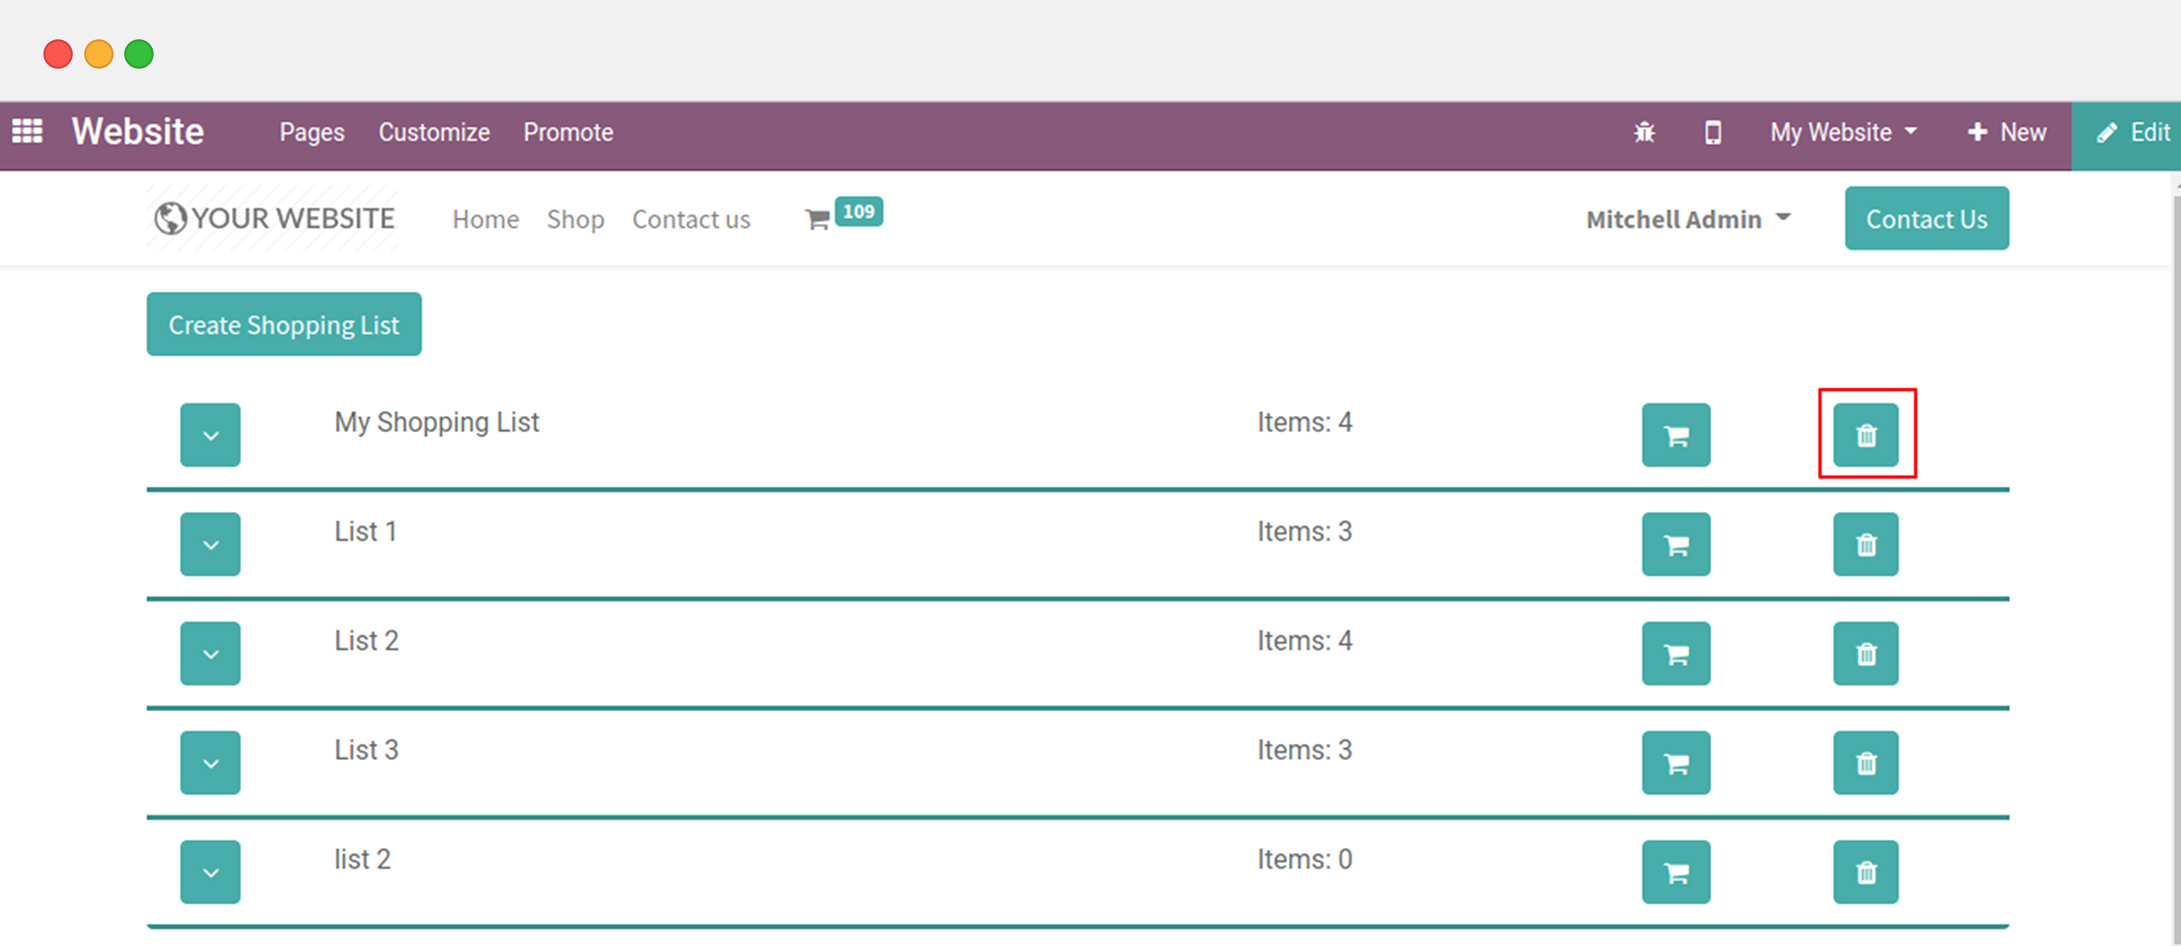 Website Pages Customize Promote My Website New Edit
YOUR WEBSITE Home Shop Contact us 109 Mitchell Admin Contact Us
Create Shopping List
My Shopping List Items: 4
List 1 Items: 3
List 2 Items: 4
List 3 Items: 3
list 2 Items: 0